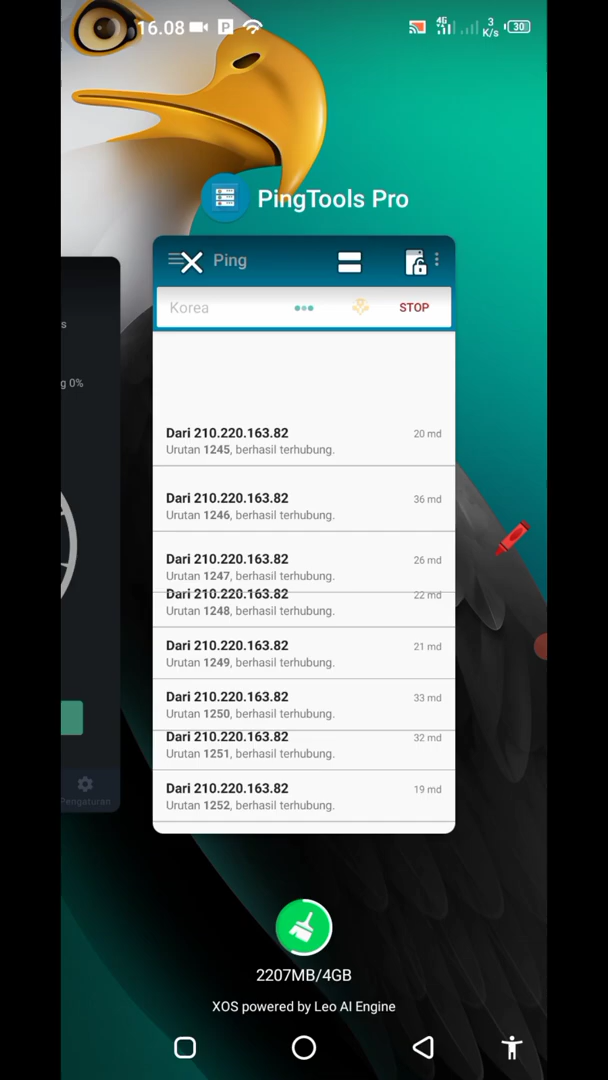 16.08 P 4G 3 K/s 30
PingTools Pro
Ping
Korea STOP
s
g 0%
Dari 210.220.163.82 20 md
Urutan 1245, berhasil terhubung.
Dari 210.220.163.82 36 md
Urutan 1246, berhasil terhubung.
Dari 210.220.163.82 26 md
Urutan 1247, berhasil terhubung.
Dari 210.220.163.82 22 md
Urutan 1248, berhasil terhubung.
Dari 210.220.163.82 21 md
Urutan 1249, berhasil terhubung.
Dari 210.220.163.82 33 md
Urutan 1250, berhasil terhubung.
Dari 210.220.163.82 32 md
Urutan 1251, berhasil terhubung.
Dari 210.220.163.82 19 md
Urutan 1252, berhasil terhubung.
Pengaturan
2207MB/4GB
XOS powered by Leo AI Engine